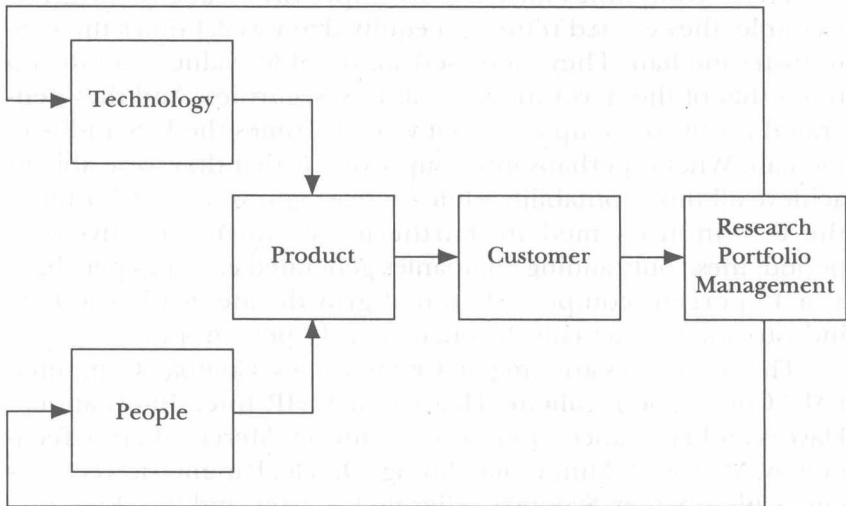 Technology
Product
Customer
Research
Portfolio
Management
People